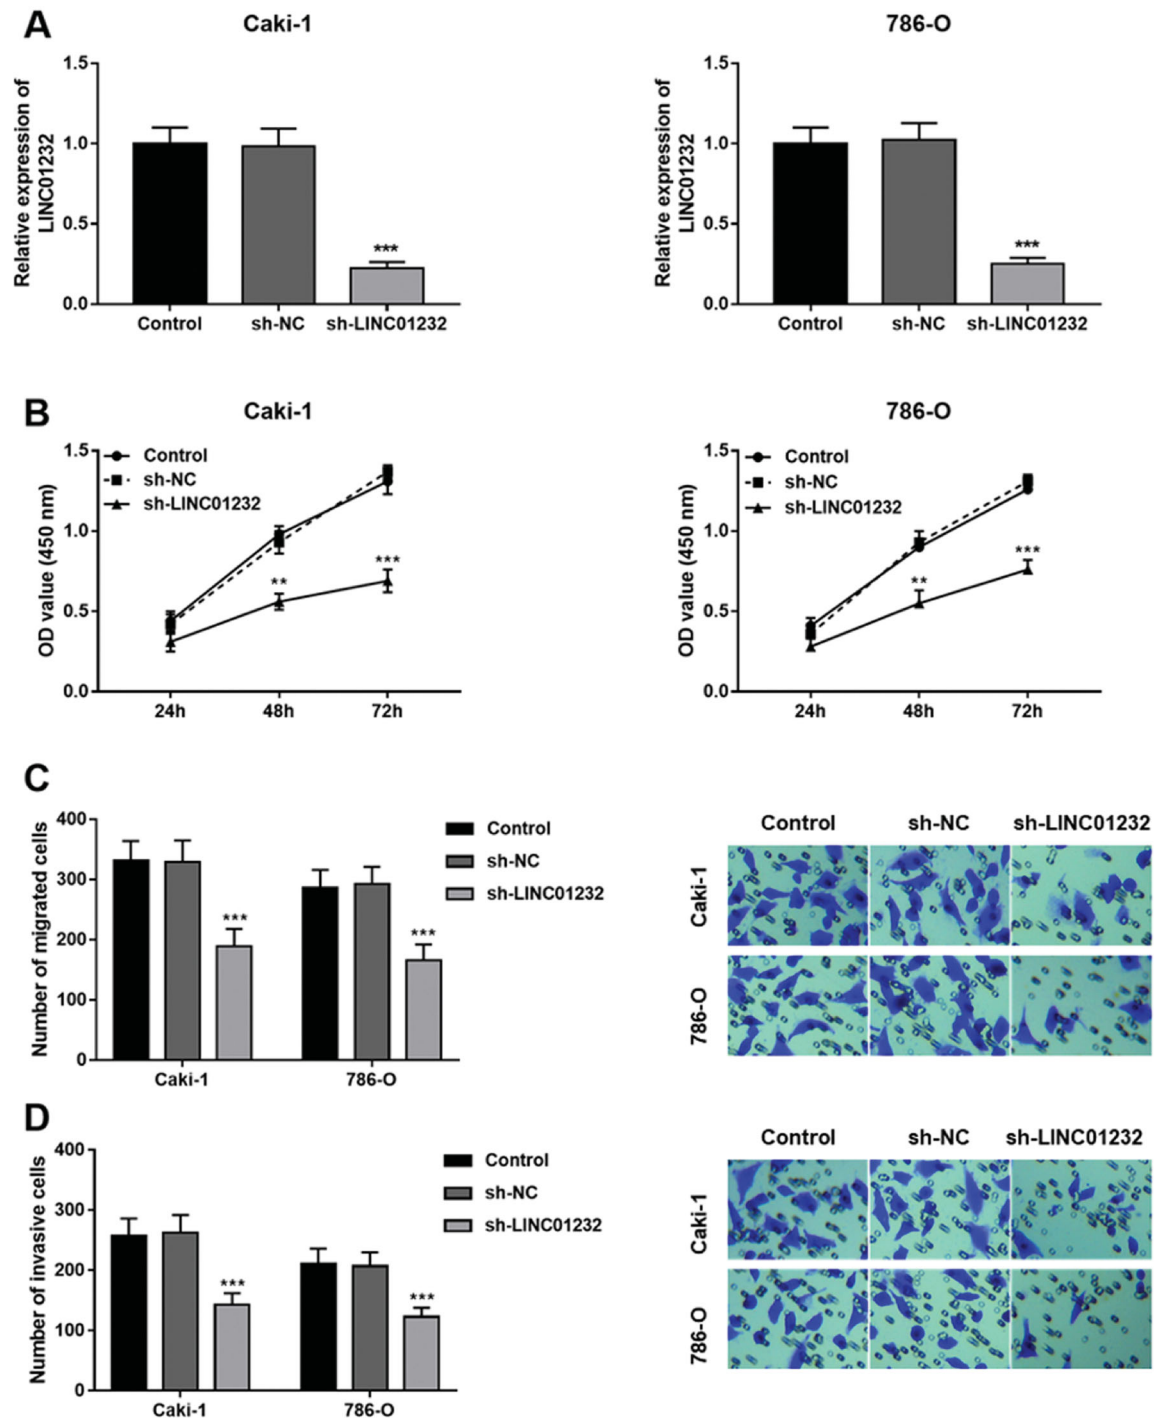 A
Caki-1
786-O
Relative expression of
LINC01232
1.5
1.0
0.5
0.0
***
Control
sh-NC
sh-LINC01232
Relative expression of
LINC01232
1.5
1.0
0.5
0.0
***
Control
sh-NC
sh-LINC01232
B
Caki-1
786-O
OD value (450 nm)
1.5
1.0
0.5
0.0
Control
sh-NC
sh-LINC01232
**
***
24h
48h
72h
OD value (450 nm)
1.5
1.0
0.5
0.0
Control
sh-NC
sh-LINC01232
**
***
24h
48h
72h
C
Number of migrated cells
400
300
200
100
0
***
***
Caki-1
786-O
Control
sh-NC
sh-LINC01232
Control
sh-NC
sh-LINC01232
Caki-1
786-O
D
Number of invasive cells
400
300
200
100
0
***
***
Caki-1
786-O
Control
sh-NC
sh-LINC01232
Control
sh-NC
sh-LINC01232
Caki-1
786-O